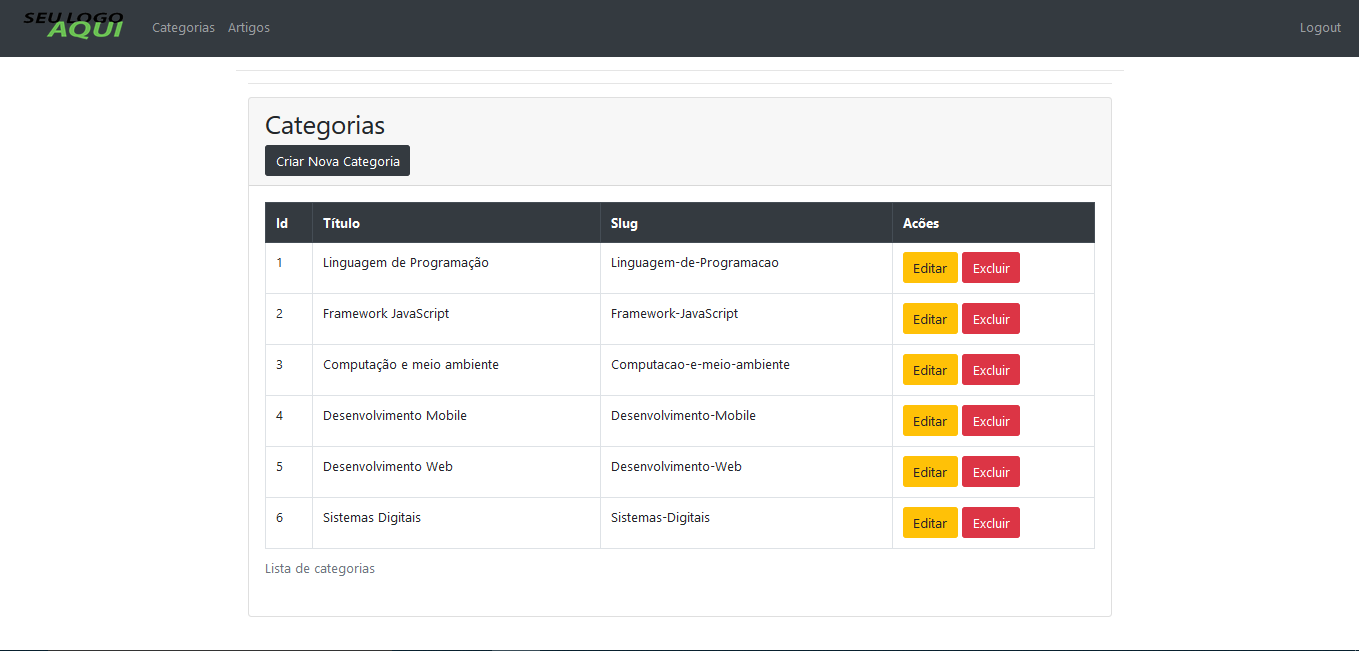 SEU LOGO
AQUI
Categorias Artigos Logout
Categorias
Criar Nova Categoria
Id Título Slug Acões
1 Linguagem de Programação Linguagem-de-Programacao Editar Excluir
2 Framework JavaScript Framework-JavaScript Editar Excluir
3 Computação e meio ambiente Computacao-e-meio-ambiente Editar Excluir
4 Desenvolvimento Mobile Desenvolvimento-Mobile Editar Excluir
5 Desenvolvimento Web Desenvolvimento-Web Editar Excluir
6 Sistemas Digitais Sistemas-Digitais Editar Excluir
Lista de categorias